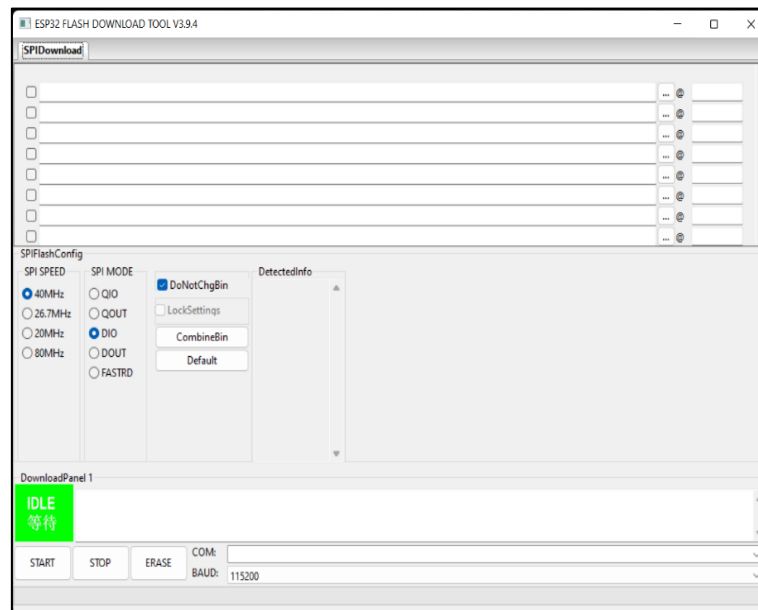 ESP32 FLASH DOWNLOAD TOOL V3.9.4
SPIDownload
... @
... @
... @
... @
... @
... @
... @
... @
SPIFlashConfig
SPI SPEED
40MHz
26.7MHz
20MHz
80MHz
SPI MODE
QIO
QOUT
DIO
DOUT
FASTRD
DoNotChgBin
LockSettings
CombineBin
Default
DetectedInfo
DownloadPanel 1
IDLE
等待
START STOP ERASE
COM:
BAUD: 115200